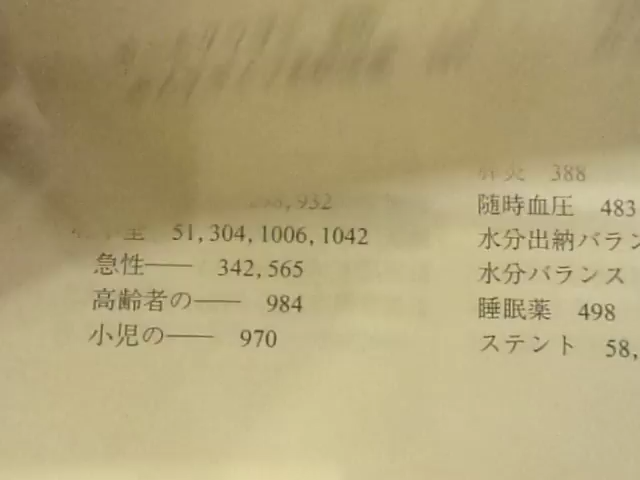 932
51, 304, 1006, 1042
急性—— 342, 565
高齢者の—— 984
小児の—— 970
388
随時血圧 483
水分出納バラン
水分バランス
睡眠薬 498
ステント 58,